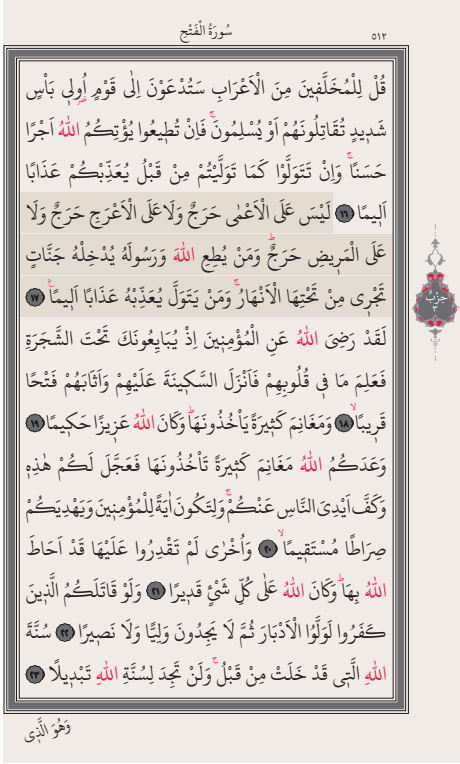 سُورَةُ الْفَتْحِ
٥١٢
قُلْ لِلْمُخَلَّفٖينَ مِنَ الْاَعْرَابِ سَتُدْعَوْنَ اِلٰى قَوْمٍ اُو۬لٖي بَاْسٍ
شَدٖيدٍ تُقَاتِلُونَهُمْ اَوْ يُسْلِمُونَۚ فَاِنْ تُطٖيعُوا يُؤْتِكُمُ اللّٰهُ اَجْرًا
حَسَنًاۚ وَاِنْ تَتَوَلَّوْا كَمَا تَوَلَّيْتُمْ مِنْ قَبْلُ يُعَذِّبْكُمْ عَذَابًا
اَلٖيمًا ١٦ لَيْسَ عَلَى الْاَعْمٰى حَرَجٌ وَلَا عَلَى الْاَعْرَجِ حَرَجٌ وَلَا
عَلَى الْمَرٖيضِ حَرَجٌؕ وَمَنْ يُطِعِ اللّٰهَ وَرَسُولَهُ يُدْخِلْهُ جَنَّاتٍ
تَجْرٖي مِنْ تَحْتِهَا الْاَنْهَارُۚ وَمَنْ يَتَوَلَّ يُعَذِّبْهُ عَذَابًا اَلٖيمًاۚ ١٧
حِزْبٌ
٣
لَقَدْ رَضِيَ اللّٰهُ عَنِ الْمُؤْمِنٖينَ اِذْ يُبَايِعُونَكَ تَحْتَ الشَّجَرَةِ
فَعَلِمَ مَا فٖي قُلُوبِهِمْ فَاَنْزَلَ السَّكٖينَةَ عَلَيْهِمْ وَاَثَابَهُمْ فَتْحًا
قَرٖيبًاۙ ١٨ وَمَغَانِمَ كَثٖيرَةً يَاْخُذُونَهَاؕ وَكَانَ اللّٰهُ عَزٖيزًا حَكٖيمًا ١٩
وَعَدَكُمُ اللّٰهُ مَغَانِمَ كَثٖيرَةً تَاْخُذُونَهَا فَعَجَّلَ لَكُمْ هٰذِهٖ
وَكَفَّ اَيْدِيَ النَّاسِ عَنْكُمْۚ وَلِتَكُونَ اٰيَةً لِلْمُؤْمِنٖينَ وَيَهْدِيَكُمْ
صِرَاطًا مُسْتَقٖيمًاۙ ٢٠ وَاُخْرٰى لَمْ تَقْدِرُوا عَلَيْهَا قَدْ اَحَاطَ
اللّٰهُ بِهَاؕ وَكَانَ اللّٰهُ عَلٰى كُلِّ شَيْءٍ قَدٖيرًا ٢١ وَلَوْ قَاتَلَكُمُ الَّذٖينَ
كَفَرُوا لَوَلَّوُا الْاَدْبَارَ ثُمَّ لَا يَجِدُونَ وَلِيًّا وَلَا نَصٖيرًا ٢٢ سُنَّةَ
اللّٰهِ الَّتٖي قَدْ خَلَتْ مِنْ قَبْلُۚ وَلَنْ تَجِدَ لِسُنَّةِ اللّٰهِ تَبْدٖيلًا ٢٣
وَهُوَ الَّذٖي